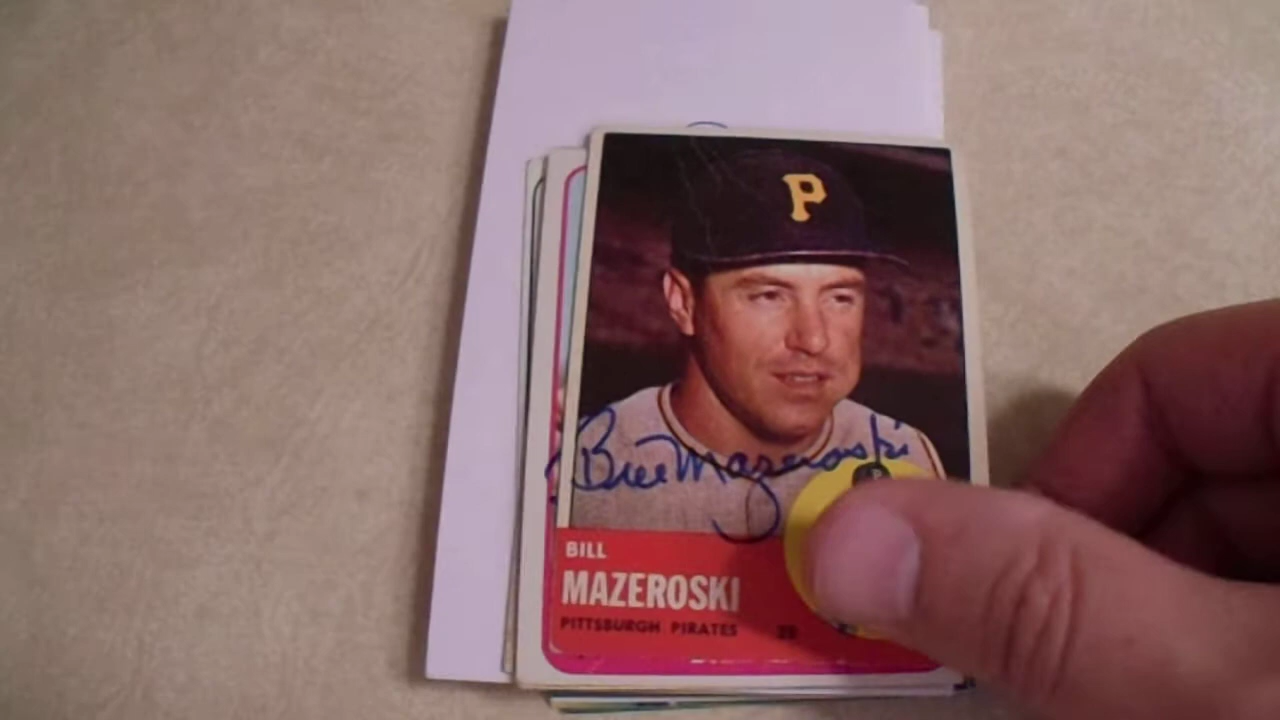 P
Bill Mazeroski
P
BILL
MAZEROSKI
PITTSBURGH PIRATES 2B